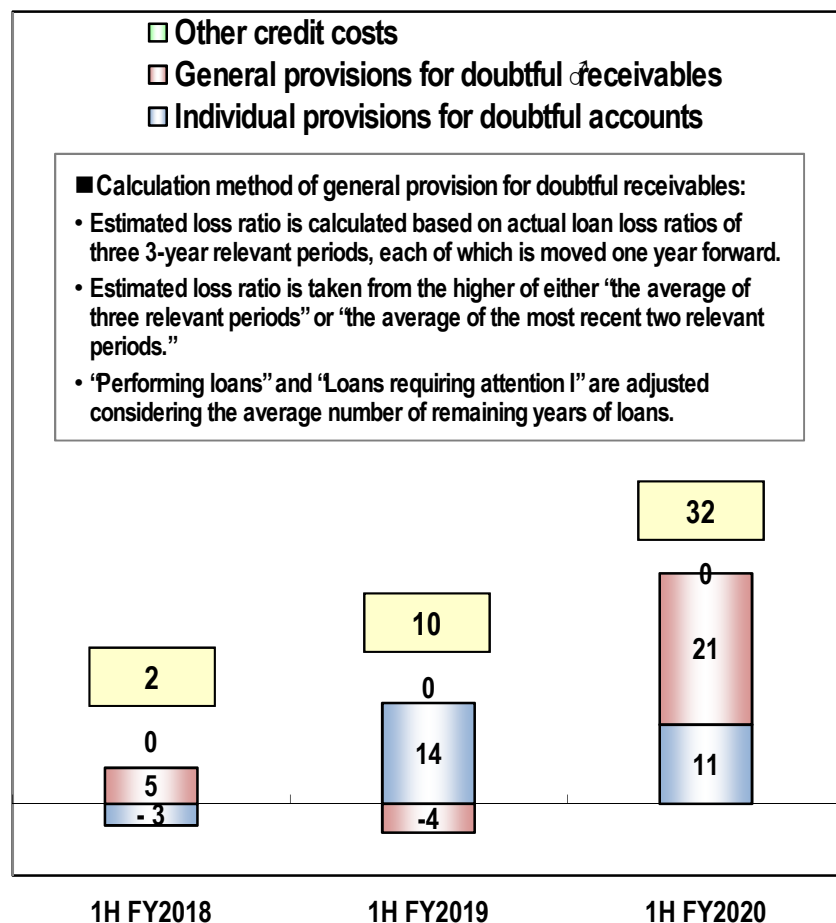 Other credit costs
General provisions for doubtful receivables
Individual provisions for doubtful accounts
■ Calculation method of general provision for doubtful receivables:
• Estimated loss ratio is calculated based on actual loan loss ratios of
three 3-year relevant periods, each of which is moved one year forward.
• Estimated loss ratio is taken from the higher of either “the average of
three relevant periods” or “the average of the most recent two relevant
periods.”
• “Performing loans” and “Loans requiring attention I” are adjusted
considering the average number of remaining years of loans.
32
0
10
21
2
0
0
14
11
5
- 3
-4
1H FY2018
1H FY2019
1H FY2020